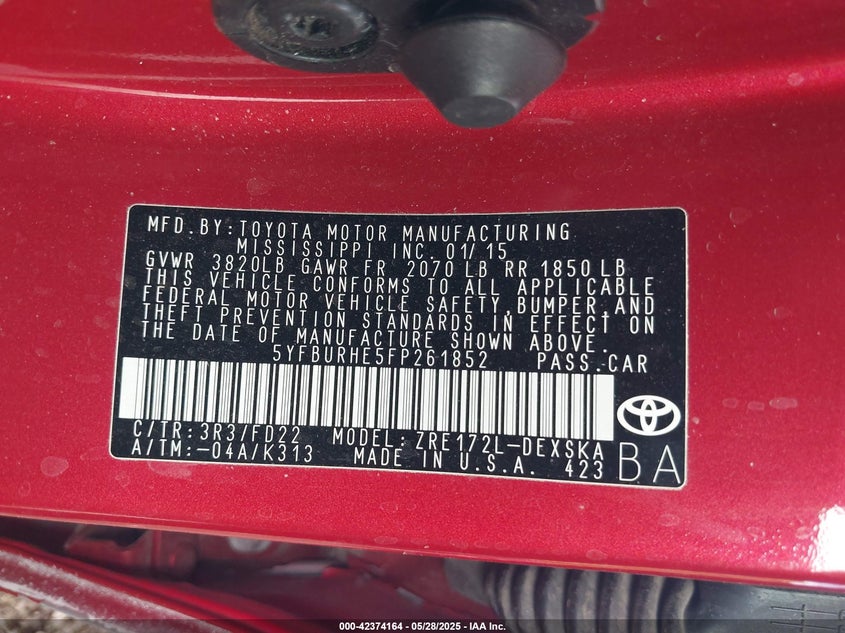 MFD.BY:TOYOTA MOTOR MANUFACTURING
MISSISSIPPI INC. 01/15
GVWR 3820LB GAWR FR 2070 LB RR 1850 LB
THIS VEHICLE CONFORMS TO ALL APPLICABLE
FEDERAL MOTOR VEHICLE SAFETY,BUMPER,AND
THEFT PREVENTION STANDARDS IN EFFECT ON
THE DATE OF MANUFACTURE SHOWN ABOVE.
5YFBURHE5FP261852 PASS.CAR
C/TR:3R3/FD22 MODEL:ZRE172L-DEXSKA
A/TM:-04A/K313 MADE IN U.S.A. 423
BA
000-42374164 - 05/28/2025 - IAA Inc.